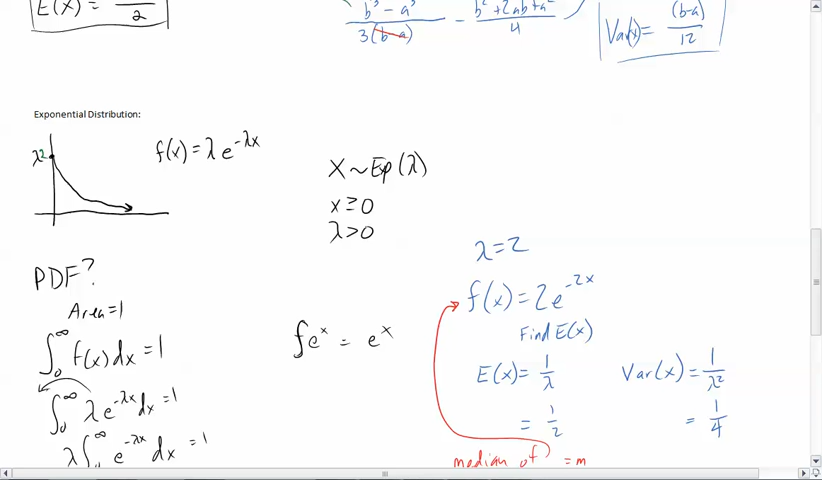 E(X) = 
2
b³ - a³
3(b-a)
- b² + 2ab + a²
4
Var(x) = (b-a)
12
Exponential Distribution:
λ2
f(x) = λe^{-λx}
X ~ Exp(λ)
x ≥ 0
λ > 0
PDF?
Area = 1
∫₀^∞ f(x)dx = 1
∫₀^∞ λe^{-λx}dx = 1
λ∫₀^∞ e^{-λx} dx = 1
∫e^x = e^x
λ = 2
f(x) = 2e^{-2x}
Find E(x)
E(x) = 1/λ
= 1/2
Var(x) = 1/λ²
= 1/4
median of = m